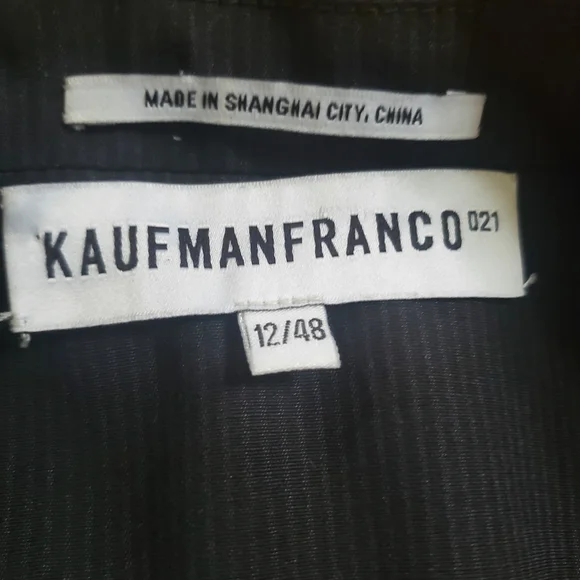 MADE IN SHANGHAI CITY, CHINA
KAUFMANFRANCO 021
12/48